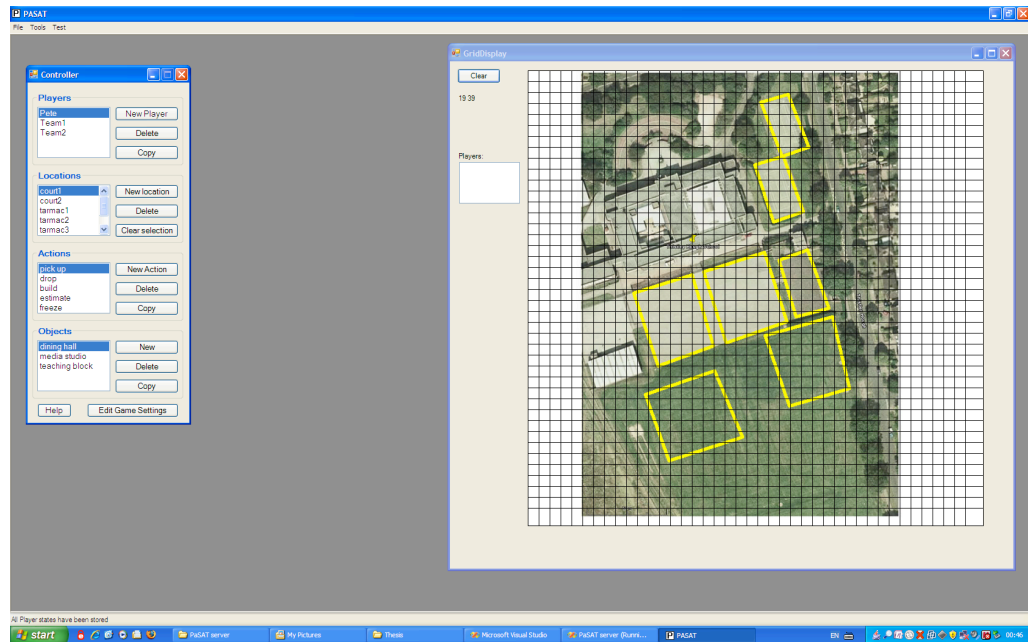 PASAT
File Tools Test
Controller
Players
Pete
Team1
Team2
New Player
Delete
Copy
Locations
court1
court2
tarmac1
tarmac2
tarmac3
New location
Delete
Clear selection
Actions
pick up
drop
build
estimate
freeze
New Action
Delete
Copy
Objects
dining hall
media studio
teaching block
New
Delete
Copy
Help
Edit Game Settings
GridDisplay
Clear
19 39
Players:
All Player states have been stored
start
PaSAT server
My Pictures
Thesis
Microsoft Visual Studio
PaSAT server (Runni...
PASAT
EN
00:46